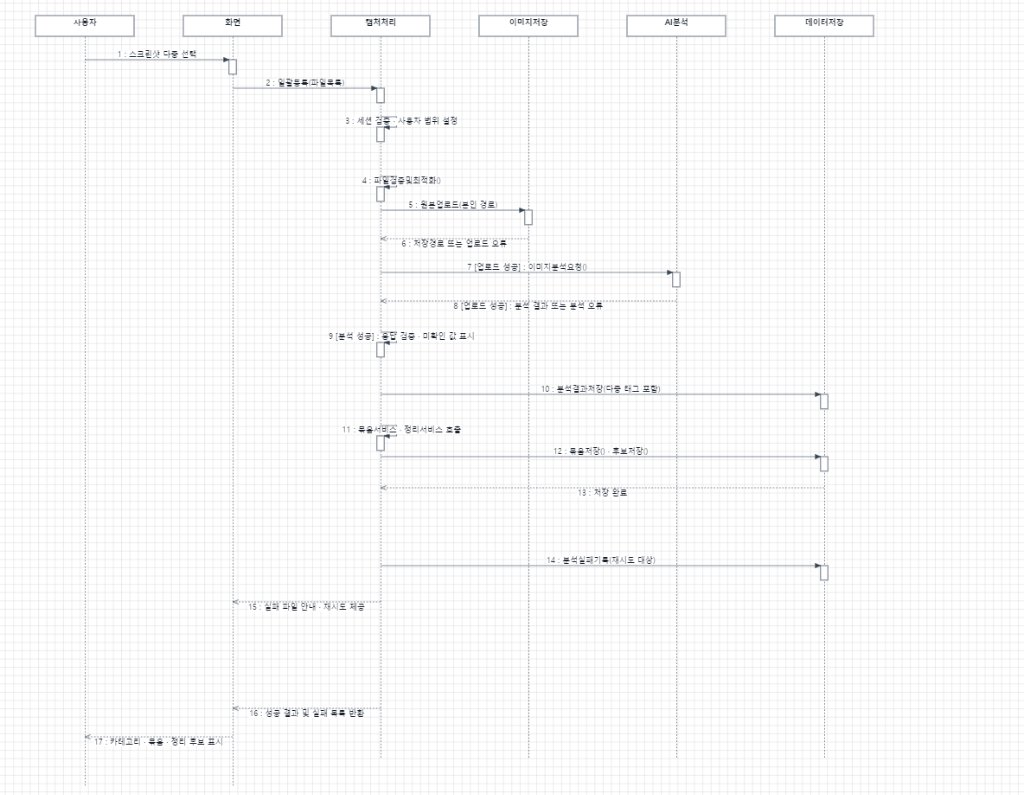 사용자
화면
캡처처리
이미지저장
AI분석
데이터저장
1 : 스크린샷 다중 선택
2 : 일괄등록(파일목록)
3 : 세션 검증 · 사용자 범위 설정
4 : 파일검증및최적화()
5 : 원본업로드(본인 경로)
6 : 저장경로 또는 업로드 오류
7 [업로드 성공] : 이미지분석요청()
8 [업로드 성공] : 분석 결과 또는 분석 오류
9 [분석 성공] : 응답 검증 · 미확인 값 표시
10 : 분석결과저장(다중 태그 포함)
11 : 묶음서비스 · 정리서비스 호출
12 : 묶음저장() · 후보저장()
13 : 저장 완료
14 : 분석실패기록(재시도 대상)
15 : 실패 파일 안내 · 재시도 제공
16 : 성공 결과 및 실패 목록 반환
17 : 카테고리 · 묶음 · 정리 후보 표시